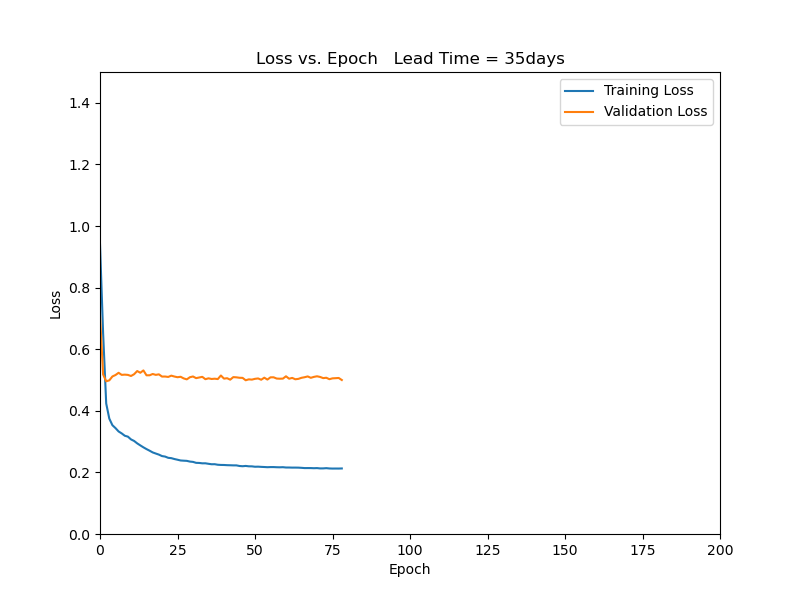 Loss vs. Epoch   Lead Time = 35days
Training Loss
Validation Loss
1.4
1.2
1.0
0.8
0.6
0.4
0.2
0.0
Loss
0 25 50 75 100 125 150 175 200
Epoch